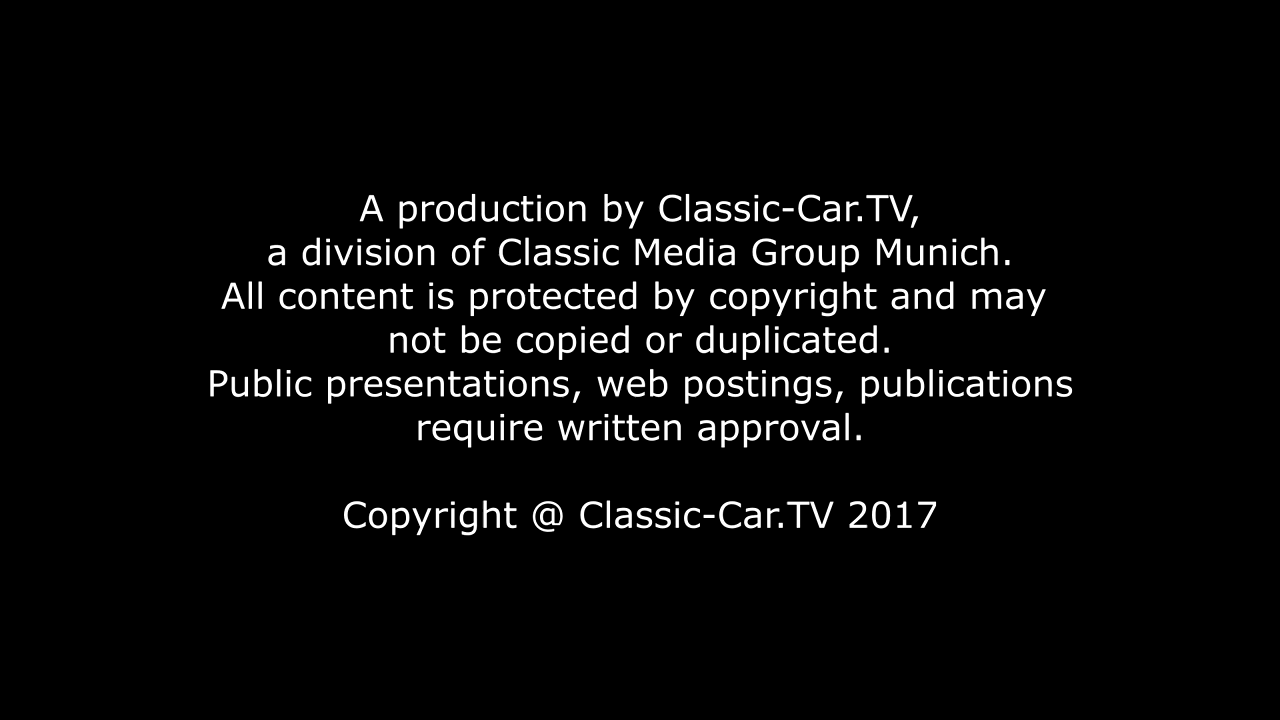 A production by Classic-Car.TV,
a division of Classic Media Group Munich.
All content is protected by copyright and may
not be copied or duplicated.
Public presentations, web postings, publications
require written approval.
Copyright @ Classic-Car.TV 2017